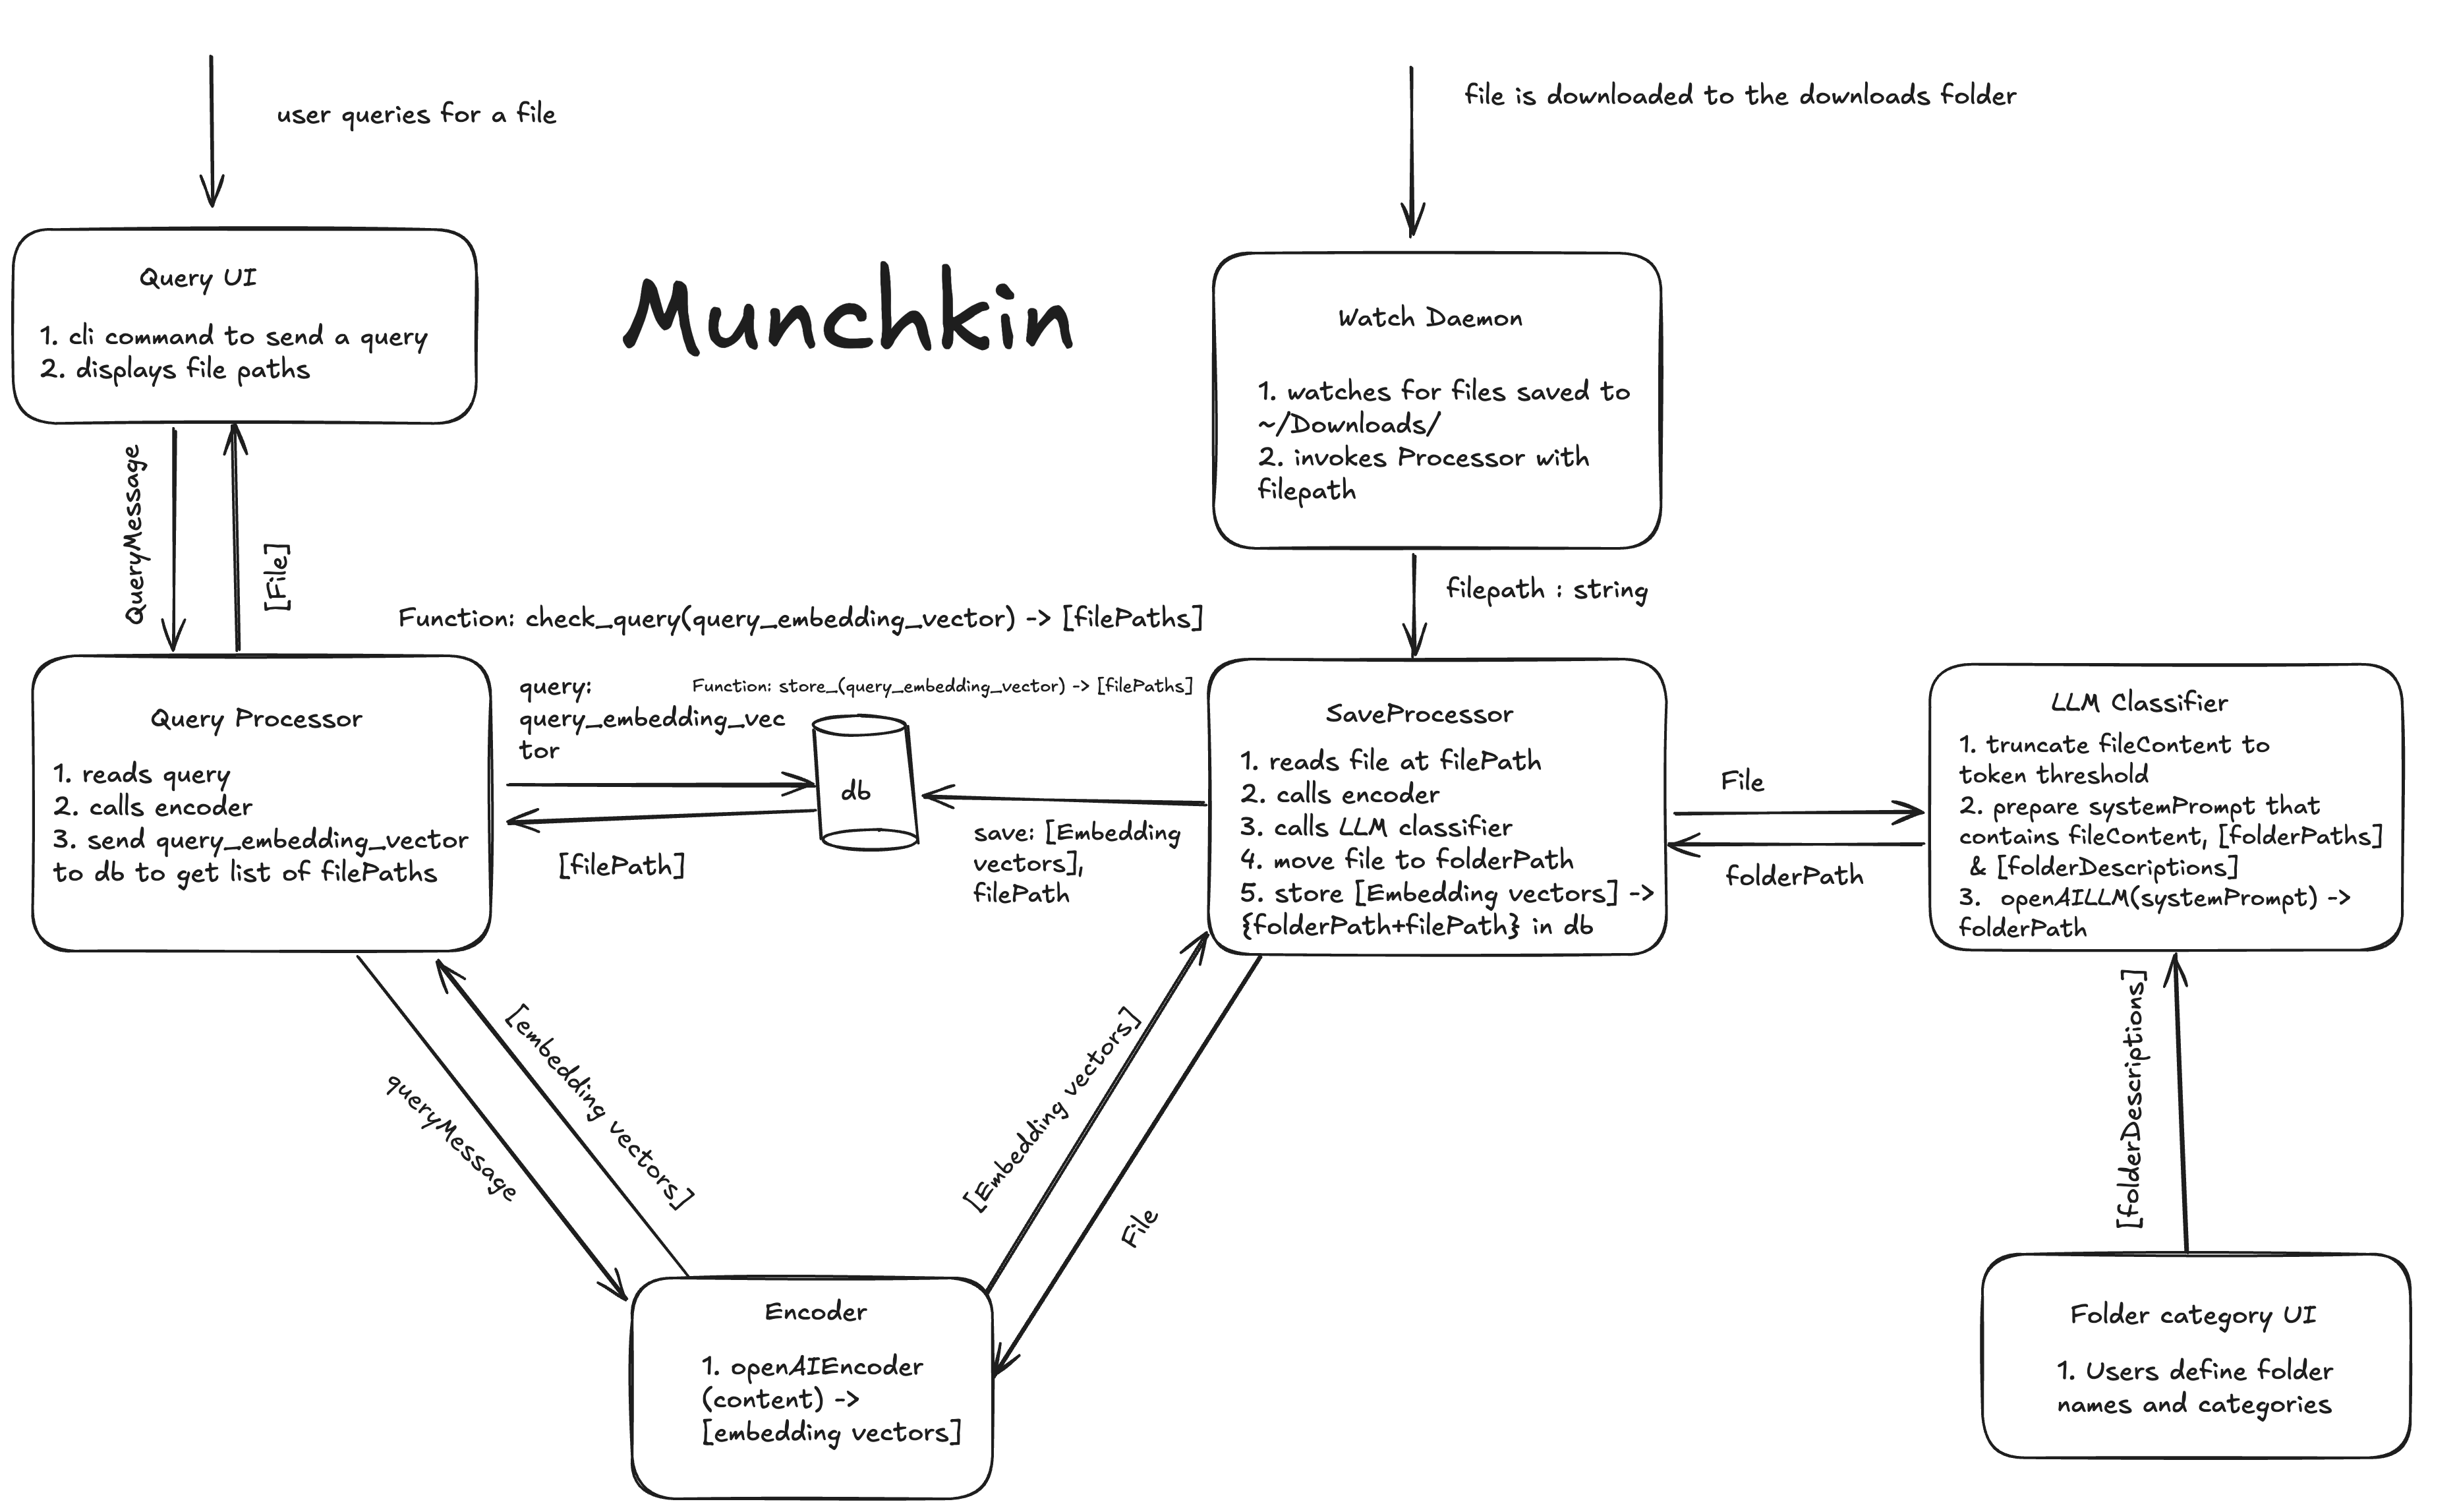 user queries for a file
file is downloaded to the downloads folder
Query UI
1. cli command to send a query
2. displays file paths
Munchkin
Watch Daemon
1. watches for files saved to
~/Downloads/
2. invokes Processor with
filepath
QueryMessage
[File]
filepath : string
Function: check_query(query_embedding_vector) -> [filePaths]
Function: store_(query_embedding_vector) -> [filePaths]
query:
query_embedding_vec
tor
Query Processor
1. reads query
2. calls encoder
3. send query_embedding_vector
to db to get list of filePaths
db
[filePath]
save: [Embedding
vectors],
filePath
SaveProcessor
1. reads file at filePath
2. calls encoder
3. calls LLM classifier
4. move file to folderPath
5. store [Embedding vectors] ->
{folderPath+filePath} in db
File
folderPath
LLM Classifier
1. truncate fileContent to
token threshold
2. prepare systemPrompt that
contains fileContent, [folderPaths]
& [folderDescriptions]
3. openAILLM(systemPrompt) ->
folderPath
queryMessage
[embedding vectors]
[Embedding vectors]
File
[folderDescriptions]
Encoder
1. openAIEncoder
(content) ->
[embedding vectors]
Folder category UI
1. Users define folder
names and categories